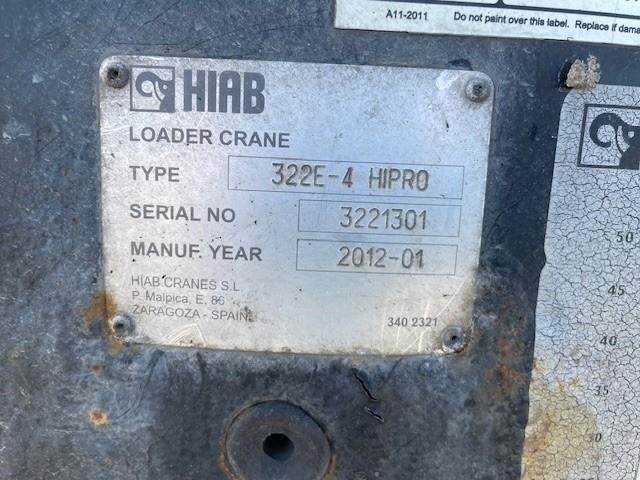 A11-2011 Do not paint over this label. Replace if dama
HIAB
LOADER CRANE
TYPE 322E-4 HIPRO
SERIAL NO 3221301
MANUF. YEAR 2012-01
HIAB CRANES S.L.
P. Malpica, E, 86
ZARAGOZA - SPAIN
340 2321
50
45
40
35
30